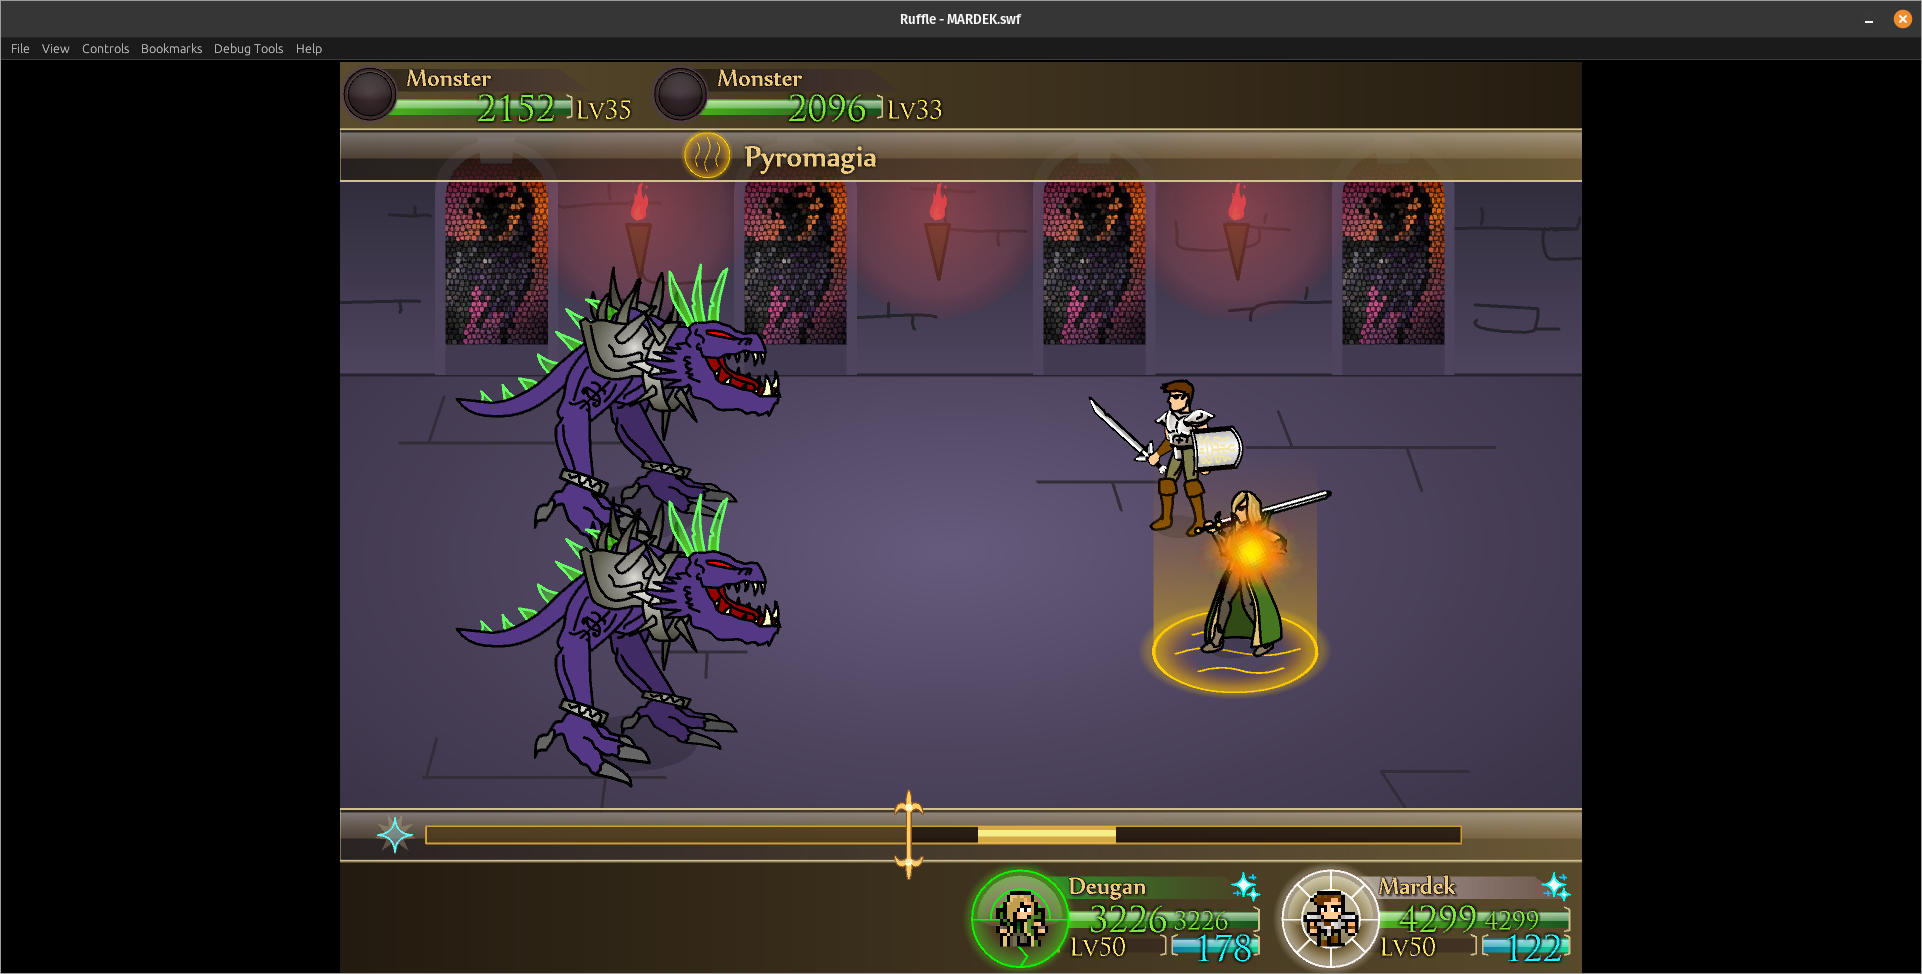 Ruffle - MARDEK.swf
File View Controls Bookmarks Debug Tools Help
Monster
2152 Lv35
Monster
2096 Lv33
Pyromagia
Deugan
3226 3226
Lv50 178
Mardek
4299 4299
Lv50 122